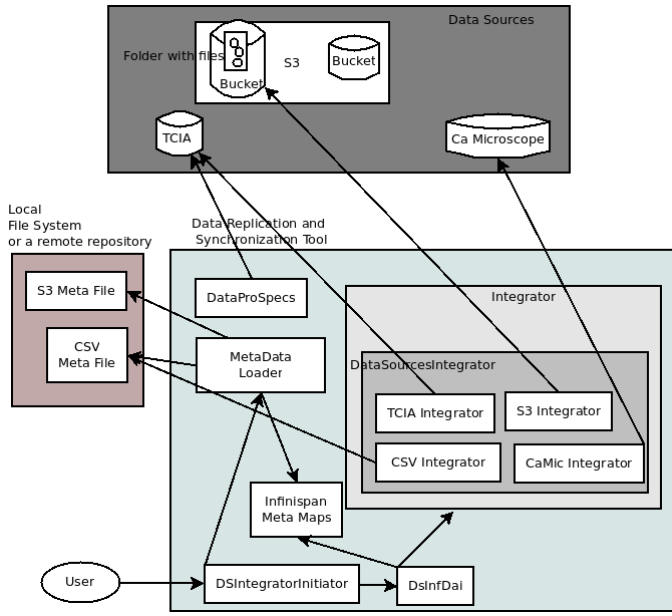 Data Sources
Folder with files
S3
Bucket
Bucket
TCIA
Ca Microscope
Local
File System
or a remote repository
Data Replication and
Synchronization Tool
S3 Meta File
CSV
Meta File
DataProSpecs
MetaData
Loader
Integrator
DataSourcesIntegrator
TCIA Integrator
S3 Integrator
CSV Integrator
CaMic Integrator
Infinispan
Meta Maps
User
DSIntegratorInitiator
DsInfDai